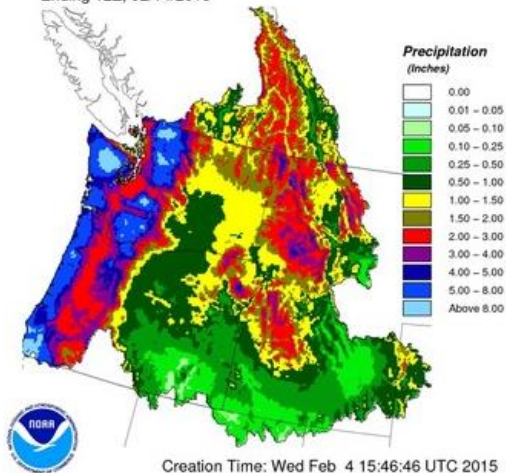 Precipitation
(Inches)
0.00
0.01 – 0.05
0.05 – 0.10
0.10 – 0.25
0.25 – 0.50
0.50 – 1.00
1.00 – 1.50
1.50 – 2.00
2.00 – 3.00
3.00 – 4.00
4.00 – 5.00
5.00 – 8.00
Above 8.00
NOAA
Creation Time: Wed Feb 4 15:46:46 UTC 2015